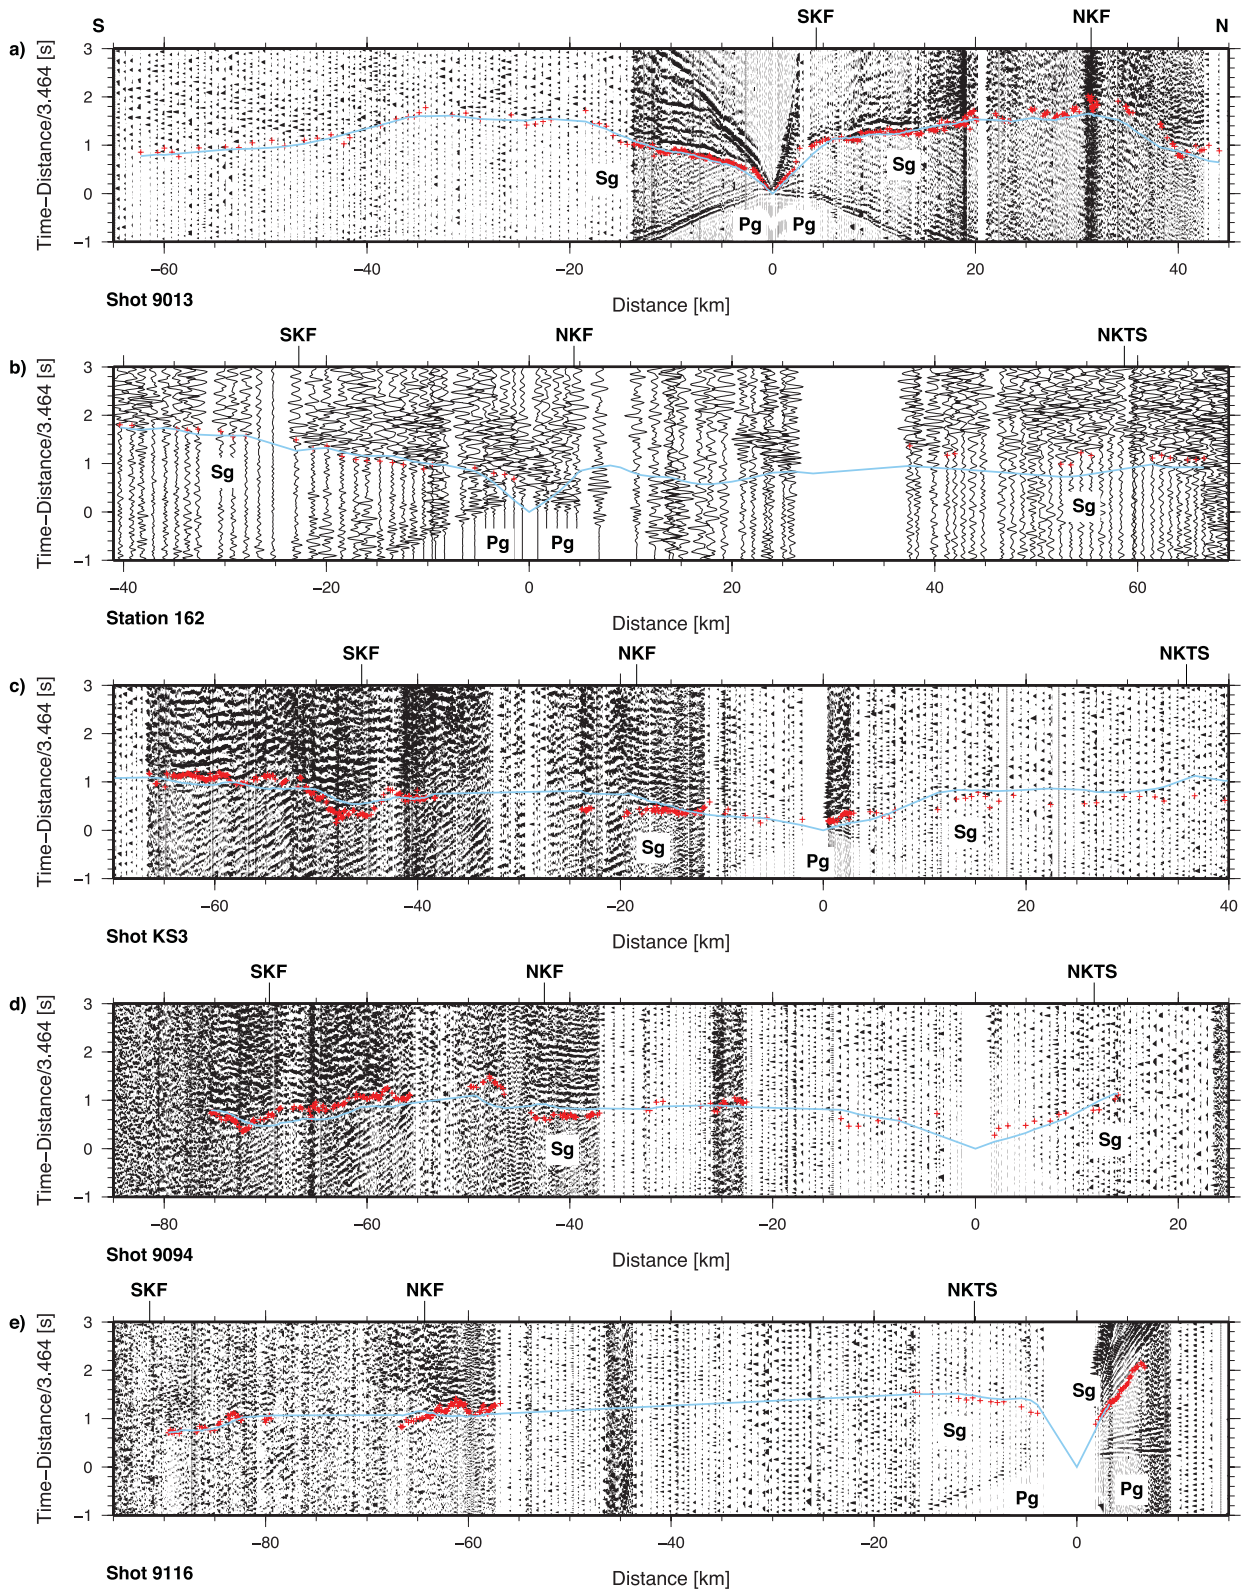 S SKF NKF N
a)
Time–Distance/3.464 [s]
3
2
1
0
−1
Sg Sg
Pg Pg
−60 −40 −20 0 20 40
Shot 9013
Distance [km]
SKF NKF NKTS
b)
Time–Distance/3.464 [s]
3
2
1
0
−1
Sg Sg
Pg Pg
−40 −20 0 20 40 60
Station 162
Distance [km]
SKF NKF NKTS
c)
Time–Distance/3.464 [s]
3
2
1
0
−1
Sg Pg Sg
−60 −40 −20 0 20 40
Shot KS3
Distance [km]
SKF NKF NKTS
d)
Time–Distance/3.464 [s]
3
2
1
0
−1
Sg Sg
−80 −60 −40 −20 0 20
Shot 9094
Distance [km]
SKF NKF NKTS
e)
Time–Distance/3.464 [s]
3
2
1
0
−1
Sg Sg
Pg Pg
−80 −60 −40 −20 0
Shot 9116
Distance [km]